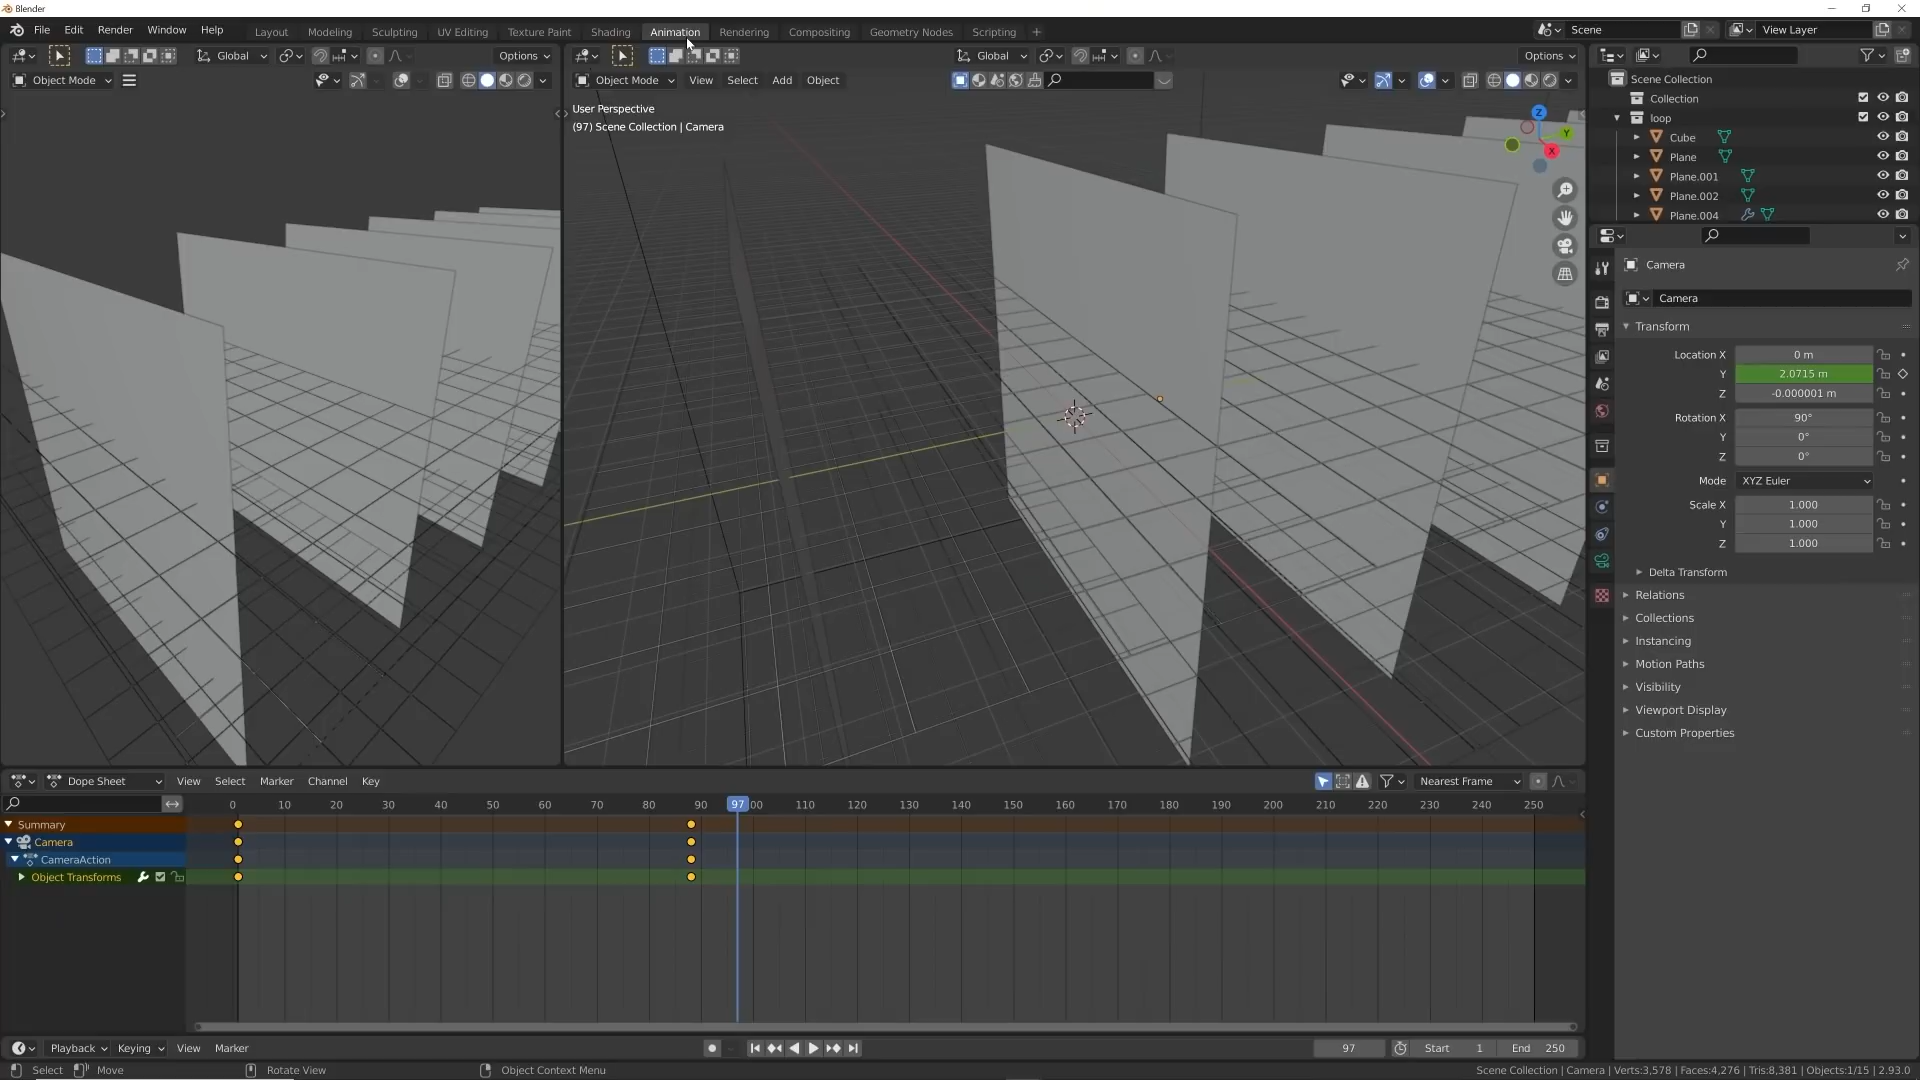 Blender
File Edit Render Window Help Layout Modeling Sculpting UV Editing Texture Paint Shading Animation Rendering Compositing Geometry Nodes Scripting + Scene View Layer
Global Options Global Options
Object Mode Object Mode View Select Add Object
User Perspective
(97) Scene Collection | Camera
Z
Y
X
Scene Collection
Collection
loop
Cube
Plane
Plane.001
Plane.002
Plane.004
Camera
Camera
Transform
Location X 0 m
Y 2.0715 m
Z -0.000001 m
Rotation X 90°
Y 0°
Z 0°
Mode XYZ Euler
Scale X 1.000
Y 1.000
Z 1.000
Delta Transform
Relations
Collections
Instancing
Motion Paths
Visibility
Viewport Display
Custom Properties
Dope Sheet View Select Marker Channel Key Nearest Frame
0 10 20 30 40 50 60 70 80 90 97 00 110 120 130 140 150 160 170 180 190 200 210 220 230 240 250
Summary
Camera
CameraAction
Object Transforms
Playback Keying View Marker 97 Start 1 End 250
Select Move Rotate View Object Context Menu Scene Collection | Camera | Verts:3,578 | Faces:4,276 | Tris:8,381 | Objects:1/15 | 2.93.0